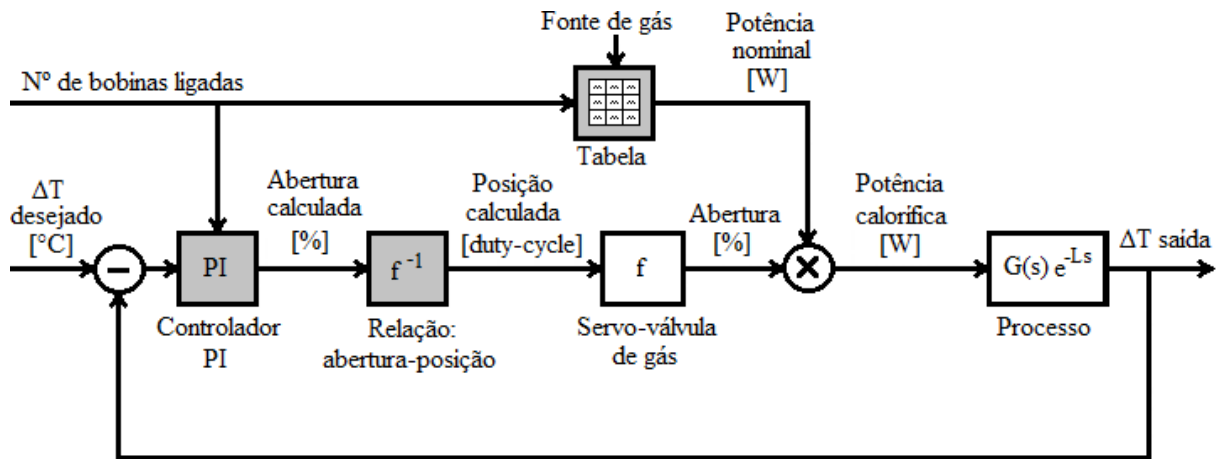 Fonte de gás
Potência
nominal
[W]
Nº de bobinas ligadas
Tabela
ΔT
desejado
[°C]
Abertura
calculada
[%]
Posição
calculada
[duty-cycle]
Abertura
[%]
Potência
calorífica
[W]
ΔT saída
−
PI
f -1
f
×
G(s) e-Ls
Controlador
PI
Relação:
abertura-posição
Servo-válvula
de gás
Processo